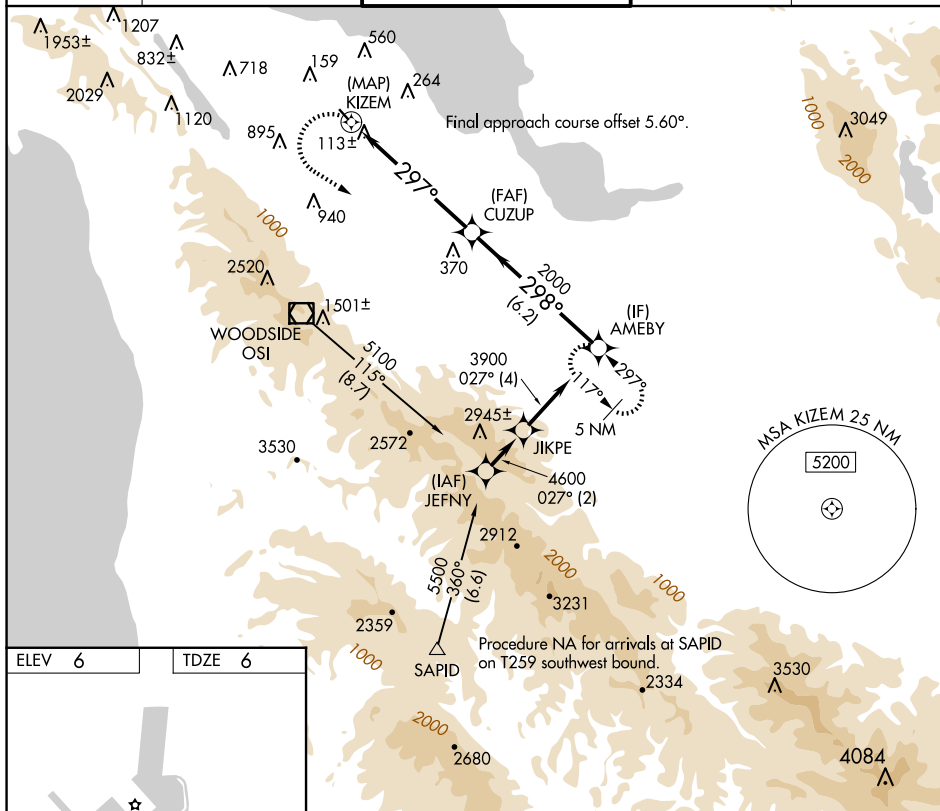 1207
1953±
832±
560
718
159
264
2029
1120
(MAP)
KIZEM
Final approach course offset 5.60°.
1000
3049
2000
895
113±
297°
940
(FAF)
CUZUP
1000
370
2520
2000
298°
(6.2)
1501±
WOODSIDE
OSI
(IF)
AMEBY
5100
115°
(8.7)
3900
027° (4)
117°
297°
5 NM
2945±
2572
JIKPE
3530
MSA KIZEM 25 NM
5200
(IAF)
JEFNY
4600
027° (2)
2912
2000
1000
5500
360°
(6.6)
3231
2359
1000
SAPID
Procedure NA for arrivals at SAPID
on T259 southwest bound.
ELEV 6
TDZE 6
2334
3530
2000
2680
4084